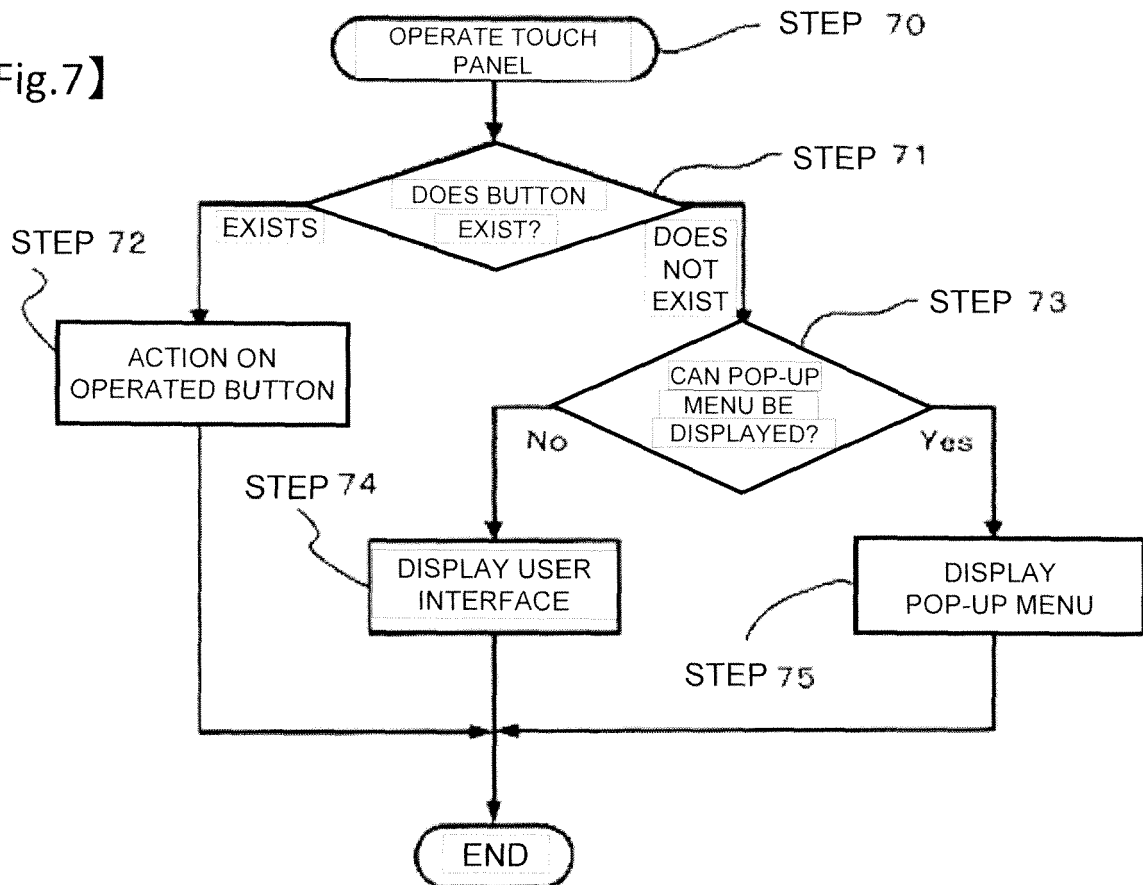 OPERATE TOUCH
PANEL
STEP 70
Fig.7】
DOES BUTTON
EXIST?
STEP 71
EXISTS
DOES
NOT
EXIST
STEP 72
ACTION ON
OPERATED BUTTON
STEP 73
CAN POP-UP
MENU BE
DISPLAYED?
No
Yes
STEP 74
DISPLAY USER
INTERFACE
DISPLAY
POP-UP MENU
STEP 75
END